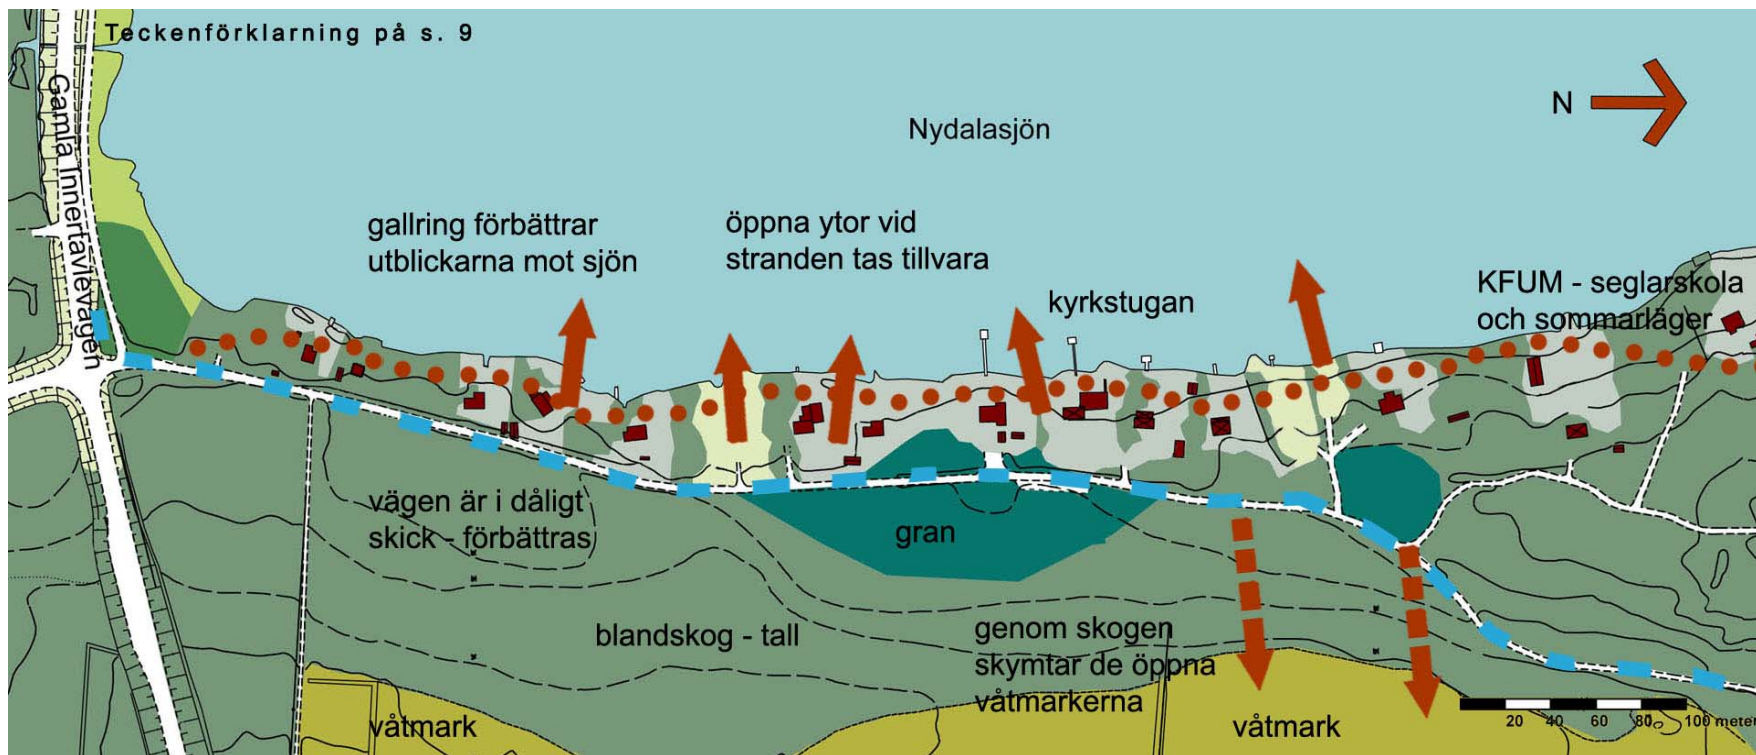 Teckenförklarning på s. 9
Gamla Innertavlevägen
N
Nydalasjön
gallring förbättrar
utblickarna mot sjön
öppna ytor vid
stranden tas tillvara
kyrkstugan
KFUM - seglarskola
och sommarläger
vägen är i dåligt
skick - förbättras
gran
blandskog - tall
genom skogen
skymtar de öppna
våtmarkerna
våtmark
våtmark
20 40 60 80 100 meter